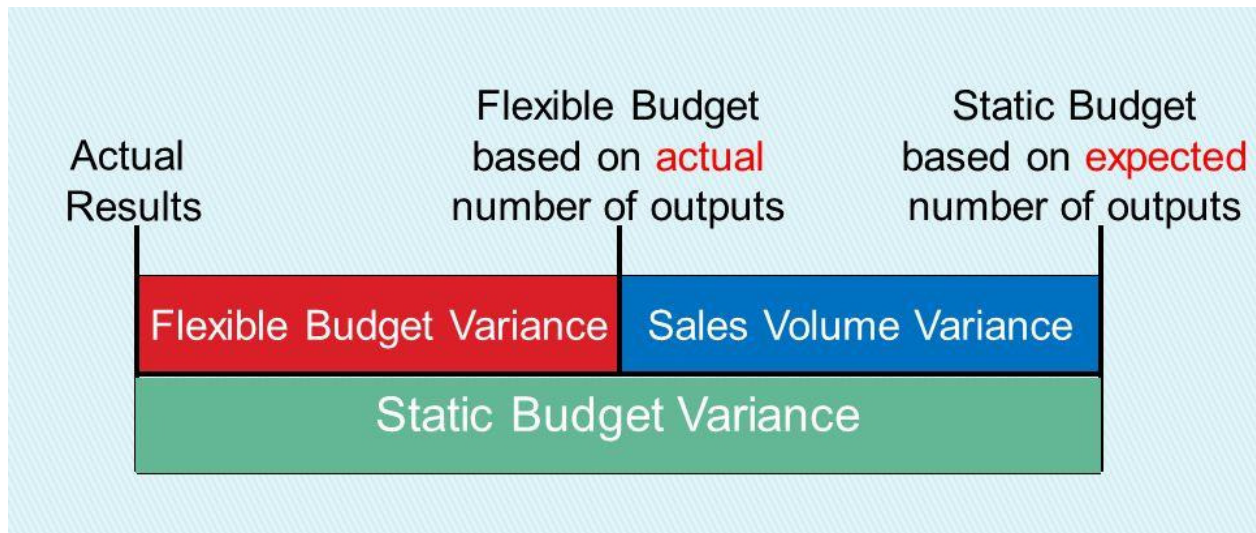 Actual
Results
Flexible Budget
based on actual
number of outputs
Static Budget
based on expected
number of outputs
Flexible Budget Variance
Sales Volume Variance
Static Budget Variance